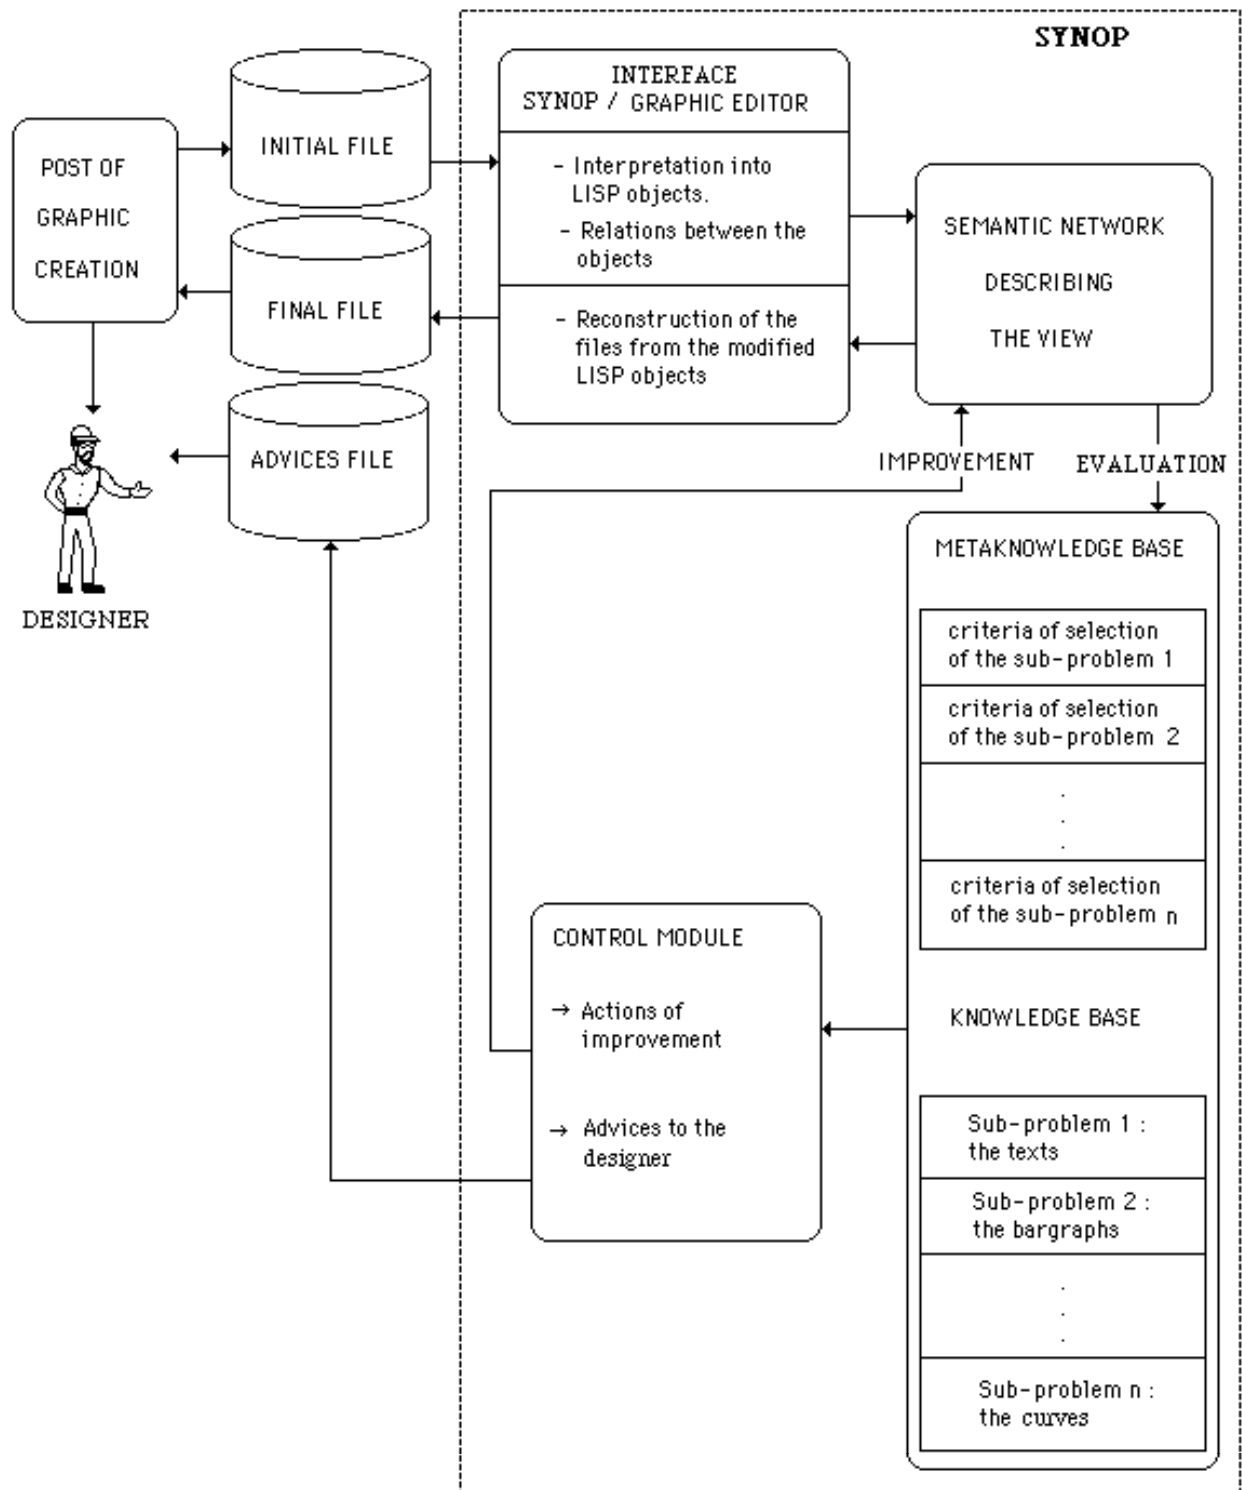 SYNOP
INTERFACE
SYNOP / GRAPHIC EDITOR
- Interpretation into
LISP objects.
- Relations between the
objects
- Reconstruction of the
files from the modified
LISP objects
POST OF
GRAPHIC
CREATION
INITIAL FILE
FINAL FILE
ADVICES FILE
DESIGNER
SEMANTIC NETWORK
DESCRIBING
THE VIEW
IMPROVEMENT
EVALUATION
METAKNOWLEDGE BASE
criteria of selection
of the sub-problem 1
criteria of selection
of the sub-problem 2
.
.
.
criteria of selection
of the sub-problem n
KNOWLEDGE BASE
Sub-problem 1 :
the texts
Sub-problem 2 :
the bargraphs
.
.
.
Sub-problem n :
the curves
CONTROL MODULE
→ Actions of
improvement
→ Advices to the
designer